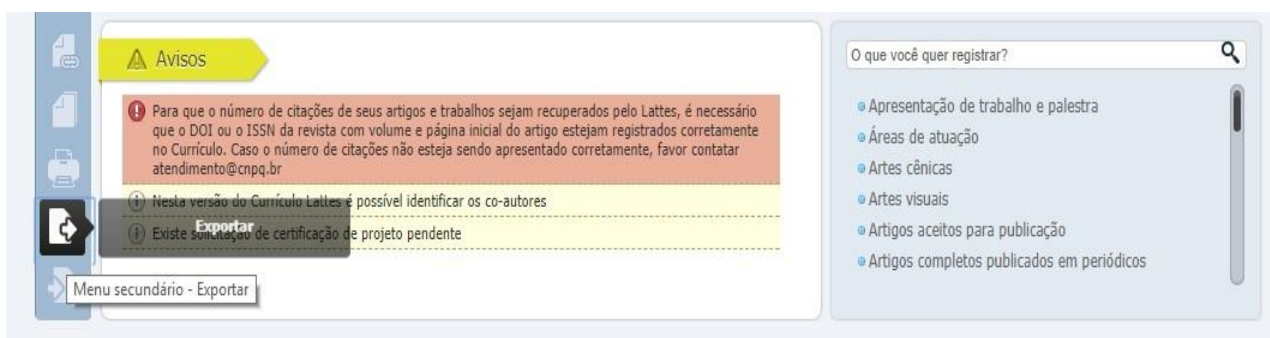 Avisos
Para que o número de citações de seus artigos e trabalhos sejam recuperados pelo Lattes, é necessário
que o DOI ou o ISSN da revista com volume e página inicial do artigo estejam registrados corretamente
no Currículo. Caso o número de citações não esteja sendo apresentado corretamente, favor contatar
atendimento@cnpq.br
Nesta versão do Currículo Lattes é possível identificar os co-autores
Existe solicitação de certificação de projeto pendente
Exportar
Menu secundário - Exportar
O que você quer registrar?
Apresentação de trabalho e palestra
Áreas de atuação
Artes cênicas
Artes visuais
Artigos aceitos para publicação
Artigos completos publicados em periódicos